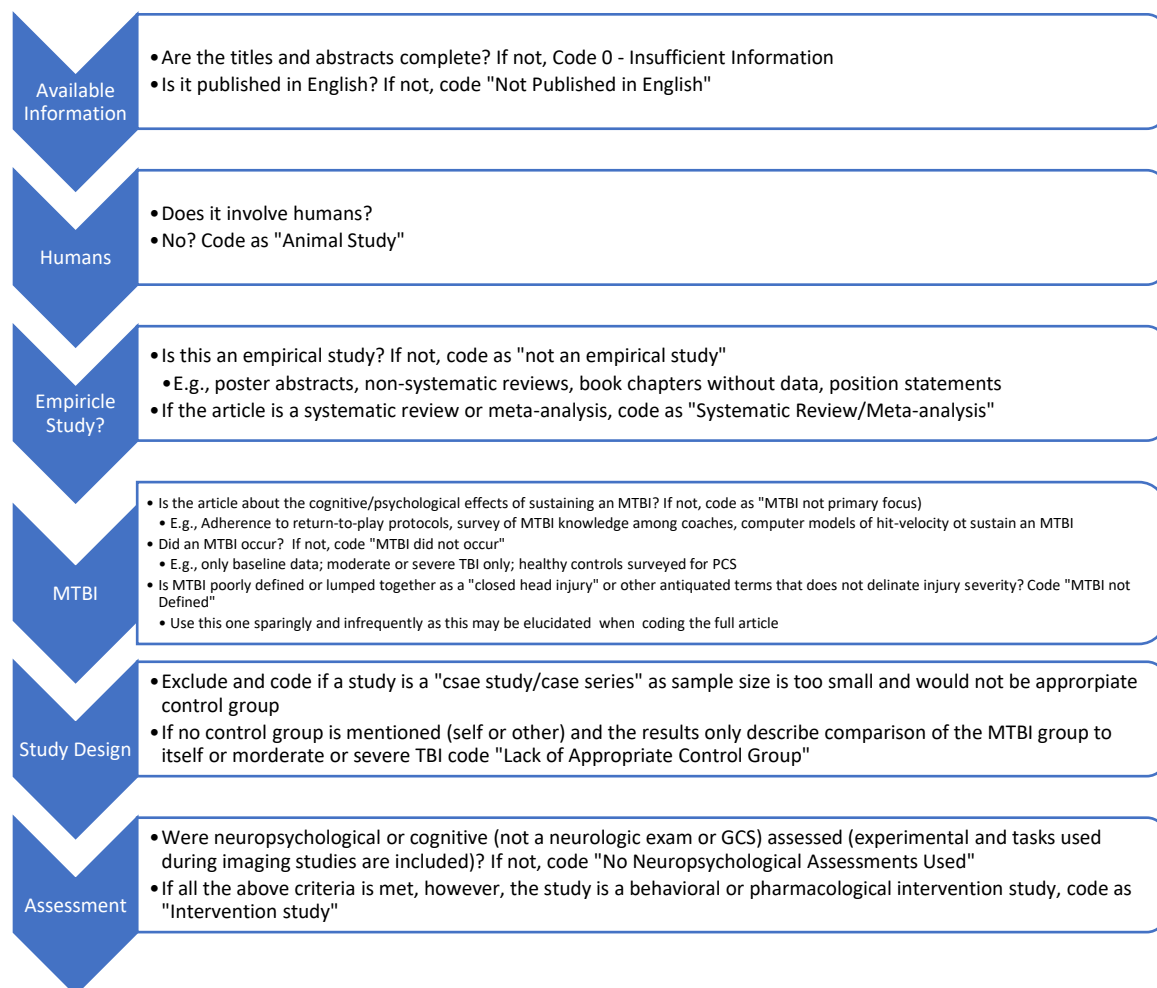 Available
Information
•Are the titles and abstracts complete? If not, Code 0 - Insufficient Information
•Is it published in English? If not, code "Not Published in English"
Humans
•Does it involve humans?
•No? Code as "Animal Study"
Empiricle
Study?
•Is this an empirical study? If not, code as "not an empirical study"
•E.g., poster abstracts, non-systematic reviews, book chapters without data, position statements
•If the article is a systematic review or meta-analysis, code as "Systematic Review/Meta-analysis"
MTBI
• Is the article about the cognitive/psychological effects of sustaining an MTBI? If not, code as "MTBI not primary focus)
• E.g., Adherence to return-to-play protocols, survey of MTBI knowledge among coaches, computer models of hit-velocity ot sustain an MTBI
• Did an MTBI occur? If not, code "MTBI did not occur"
• E.g., only baseline data; moderate or severe TBI only; healthy controls surveyed for PCS
• Is MTBI poorly defined or lumped together as a "closed head injury" or other antiquated terms that does not delinate injury severity? Code "MTBI not
Defined"
• Use this one sparingly and infrequently as this may be elucidated when coding the full article
Study Design
•Exclude and code if a study is a "csae study/case series" as sample size is too small and would not be approrpiate
control group
•If no control group is mentioned (self or other) and the results only describe comparison of the MTBI group to
itself or morderate or severe TBI code "Lack of Appropriate Control Group"
Assessment
•Were neuropsychological or cognitive (not a neurologic exam or GCS) assessed (experimental and tasks used
during imaging studies are included)? If not, code "No Neuropsychological Assessments Used"
•If all the above criteria is met, however, the study is a behavioral or pharmacological intervention study, code as
"Intervention study"